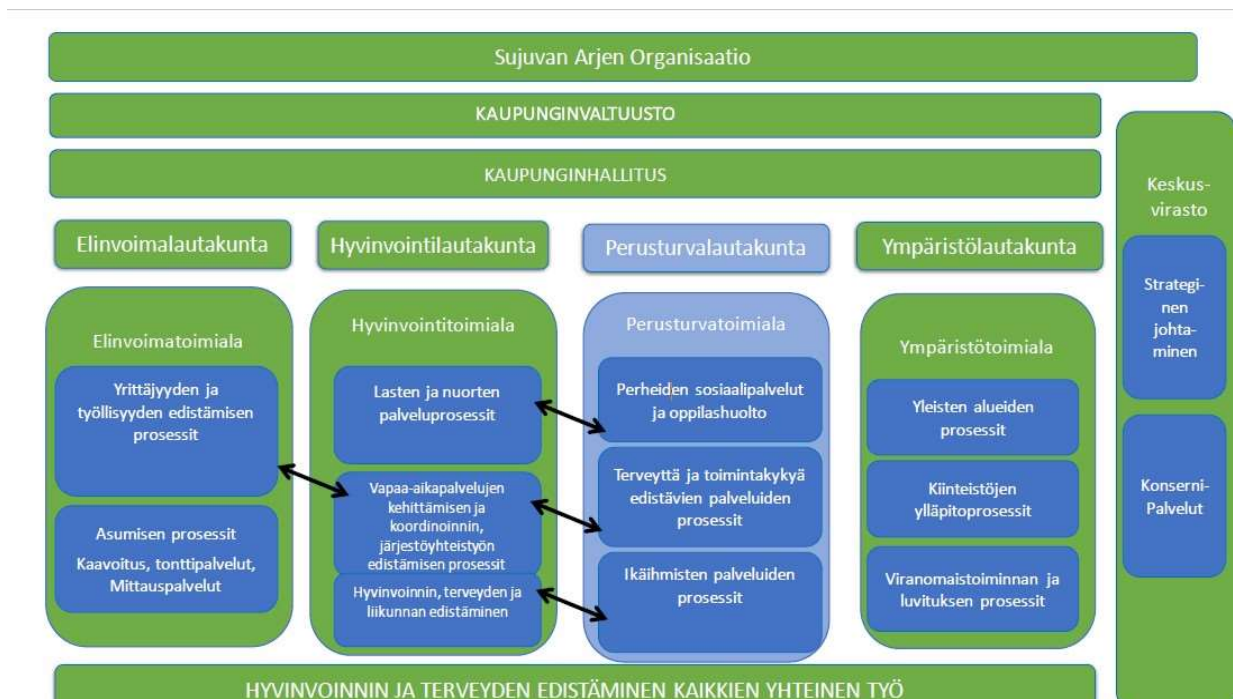 Sujuvan Arjen Organisaatio
KAUPUNGINVALTUUSTO
KAUPUNGINHALLITUS
Elinvoimalautakunta
Hyvinvointilautakunta
Perusturvalautakunta
Ympäristölautakunta
Elinvoimatoimiala
Yrittäjyyden ja
työllisyyden edistämisen
prosessit
Asumisen prosessit
Kaavoitus, tonttipalvelut,
Mittauspalvelut
Hyvinvointitoimiala
Lasten ja nuorten
palveluprosessit
Vapaa-aikapalvelujen
kehittämisen ja
koordinoinnin,
järjestöyhteistyön
edistämisen prosessit
Hyvinvoinnin, terveyden ja
liikunnan edistäminen
Perusturvatoimiala
Perheiden sosiaalipalvelut
ja oppilashuolto
Terveyttä ja toimintakykyä
edistävien palveluiden
prosessit
Ikäihmisten palveluiden
prosessit
Ympäristötoimiala
Yleisten alueiden
prosessit
Kiinteistöjen
ylläpitoprosessit
Viranomaistoiminnan ja
luvituksen prosessit
Keskus-
virasto
Strategi-
nen
johta-
minen
Konserni-
Palvelut
HYVINVOINNIN JA TERVEYDEN EDISTÄMINEN KAIKKIEN YHTEINEN TYÖ